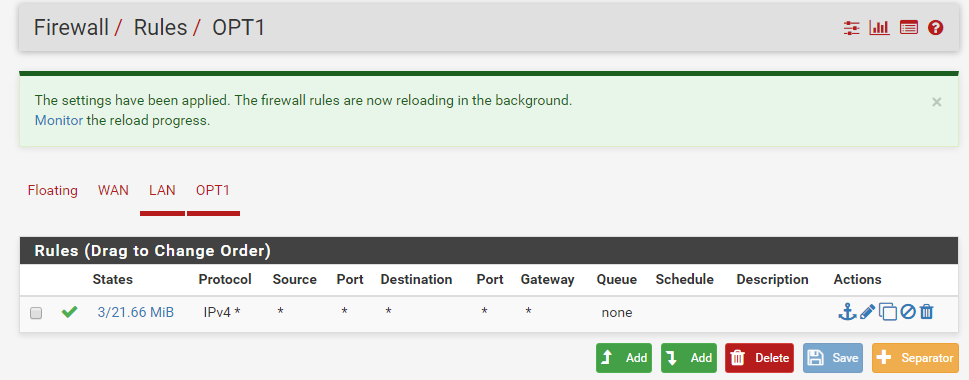 Firewall / Rules / OPT1
The settings have been applied. The firewall rules are now reloading in the background.
Monitor the reload progress.
×
Floating WAN LAN OPT1
Rules (Drag to Change Order)
States Protocol Source Port Destination Port Gateway Queue Schedule Description Actions
3/21.66 MiB IPv4 * * * * * * none
Add Add Delete Save Separator